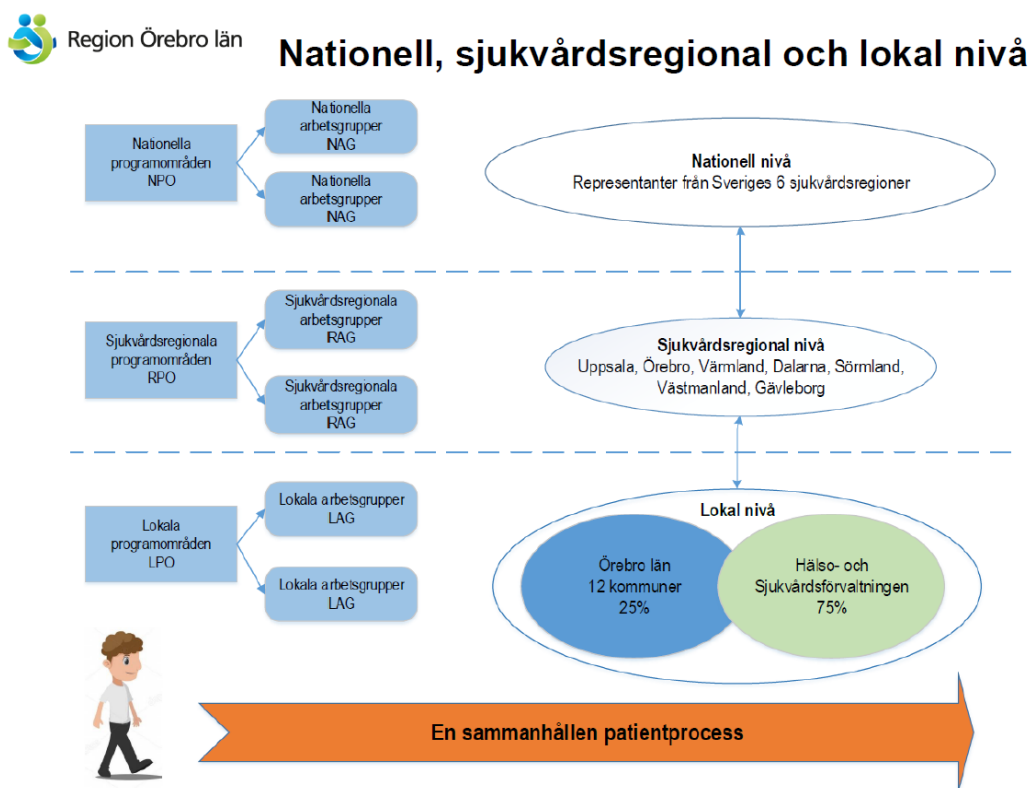 Region Örebro län
Nationell, sjukvårdsregional och lokal nivå
Nationella
programområden
NPO
Nationella
arbetsgrupper
NAG
Nationella
arbetsgrupper
NAG
Nationell nivå
Representanter från Sveriges 6 sjukvårdsregioner
Sjukvårdsregionala
programområden
RPO
Sjukvårdsregionala
arbetsgrupper
RAG
Sjukvårdsregionala
arbetsgrupper
RAG
Sjukvårdsregional nivå
Uppsala, Örebro, Värmland, Dalarna, Sörmland,
Västmanland, Gävleborg
Lokala
programområden
LPO
Lokala arbetsgrupper
LAG
Lokala arbetsgrupper
LAG
Lokal nivå
Örebro län
12 kommuner
25%
Hälso- och
Sjukvårdsförvaltningen
75%
En sammanhållen patientprocess